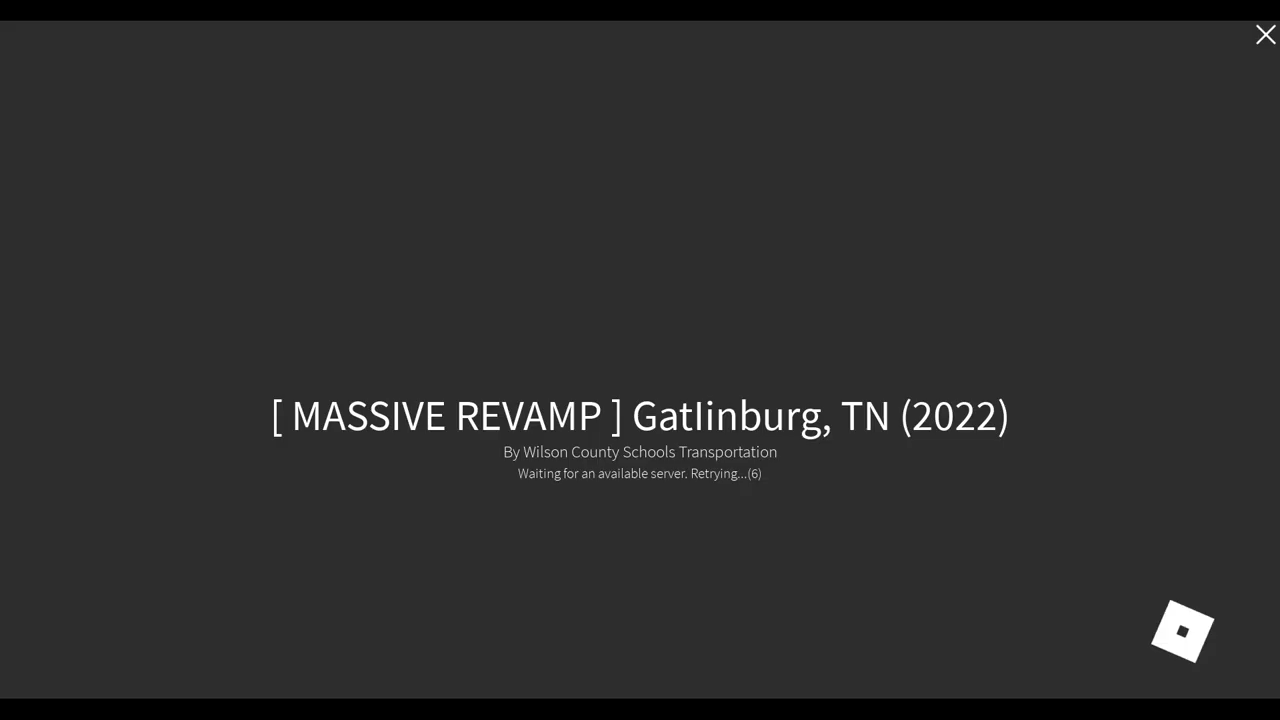 [ MASSIVE REVAMP ] Gatlinburg, TN (2022)
By Wilson County Schools Transportation
Waiting for an available server. Retrying...(6)